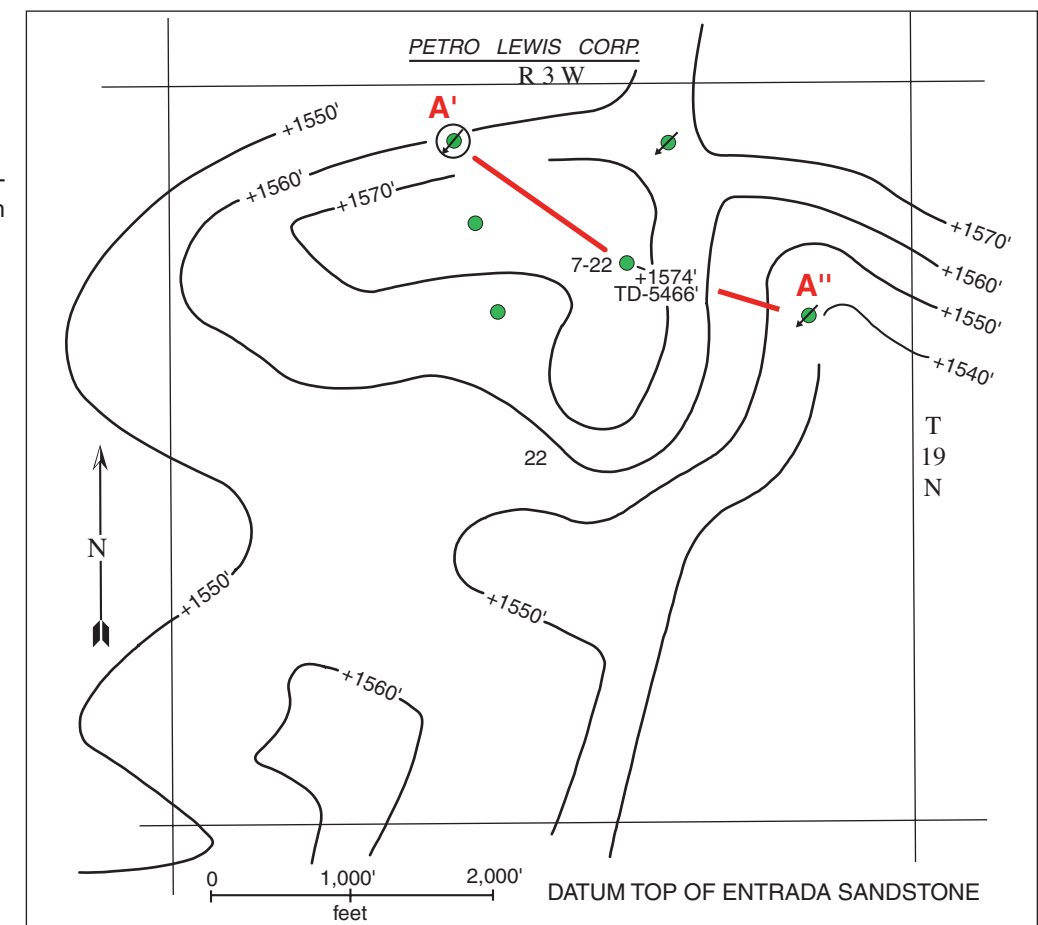 PETRO LEWIS CORP.
R 3 W
A'
+1550'
+1560'
+1570'
7-22
+1574'
TD-5466'
A"
+1570'
+1560'
+1550'
+1540'
T
19
N
22
N
+1550'
+1550'
+1560'
0 1,000' 2,000'
feet
DATUM TOP OF ENTRADA SANDSTONE